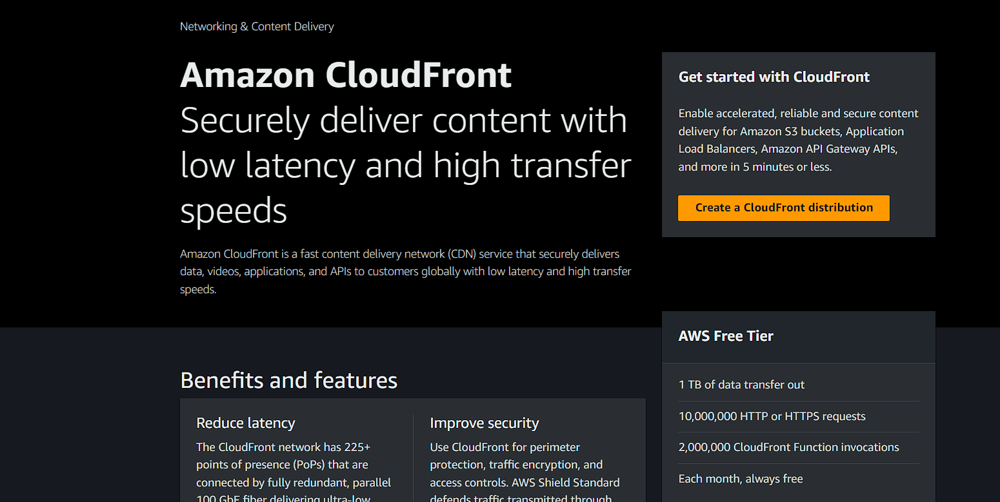 Networking & Content Delivery
Amazon CloudFront
Securely deliver content with
low latency and high transfer
speeds
Amazon CloudFront is a fast content delivery network (CDN) service that securely delivers
data, videos, applications, and APIs to customers globally with low latency and high transfer
speeds.
Get started with CloudFront
Enable accelerated, reliable and secure content
delivery for Amazon S3 buckets, Application
Load Balancers, Amazon API Gateway APIs,
and more in 5 minutes or less.
Create a CloudFront distribution
AWS Free Tier
1 TB of data transfer out
10,000,000 HTTP or HTTPS requests
2,000,000 CloudFront Function invocations
Each month, always free
Benefits and features
Reduce latency
The CloudFront network has 225+
points of presence (PoPs) that are
connected by fully redundant, parallel
100 GbE fiber delivering ultra-low
Improve security
Use CloudFront for perimeter
protection, traffic encryption, and
access controls. AWS Shield Standard
defends traffic transmitted through